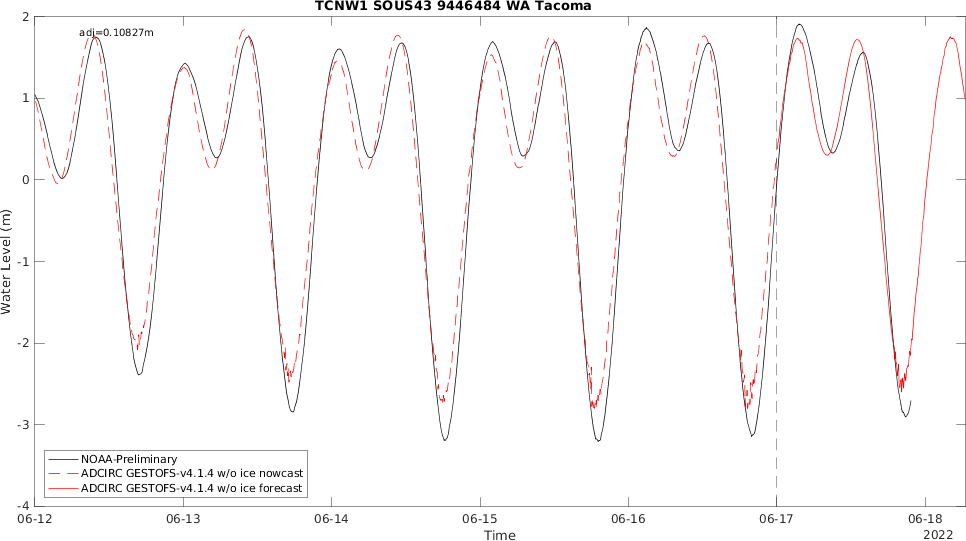 TCNW1 SOUS43 9446484 WA Tacoma
adj=0.10827m
2
1
0
-1
-2
-3
-4
Water Level (m)
NOAA-Preliminary
ADCIRC GESTOFS-v4.1.4 w/o ice nowcast
ADCIRC GESTOFS-v4.1.4 w/o ice forecast
06-12 06-13 06-14 06-15 06-16 06-17 06-18
Time
2022